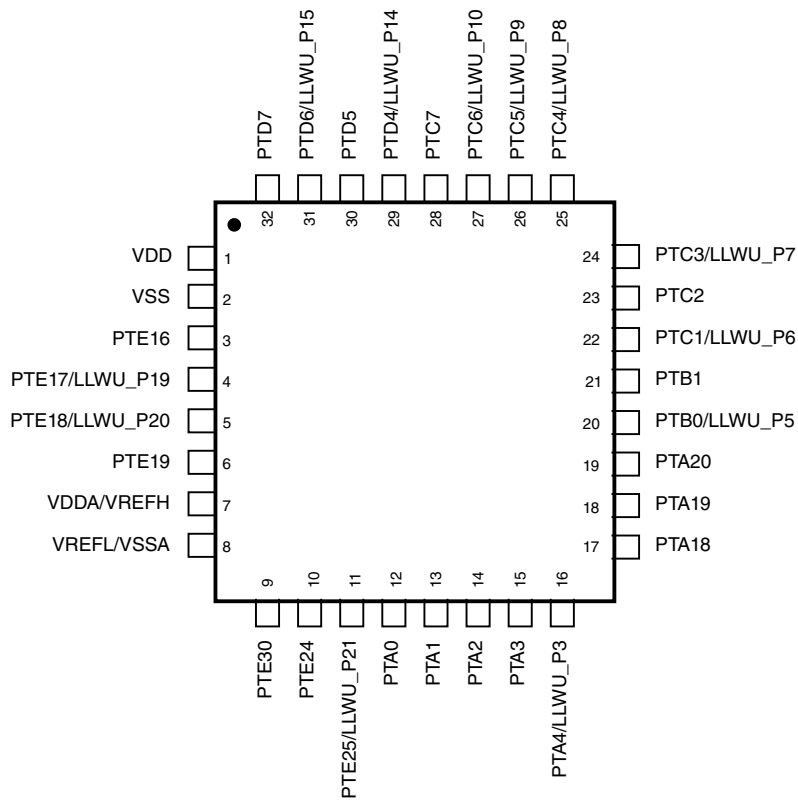 PTD7
PTD6/LLWU_P15
PTD5
PTD4/LLWU_P14
PTC7
PTC6/LLWU_P10
PTC5/LLWU_P9
PTC4/LLWU_P8
32
31
30
29
28
27
26
25
VDD 1
VSS 2
PTE16 3
PTE17/LLWU_P19 4
PTE18/LLWU_P20 5
PTE19 6
VDDA/VREFH 7
VREFL/VSSA 8
24 PTC3/LLWU_P7
23 PTC2
22 PTC1/LLWU_P6
21 PTB1
20 PTB0/LLWU_P5
19 PTA20
18 PTA19
17 PTA18
9
10
11
12
13
14
15
16
PTE30
PTE24
PTE25/LLWU_P21
PTA0
PTA1
PTA2
PTA3
PTA4/LLWU_P3